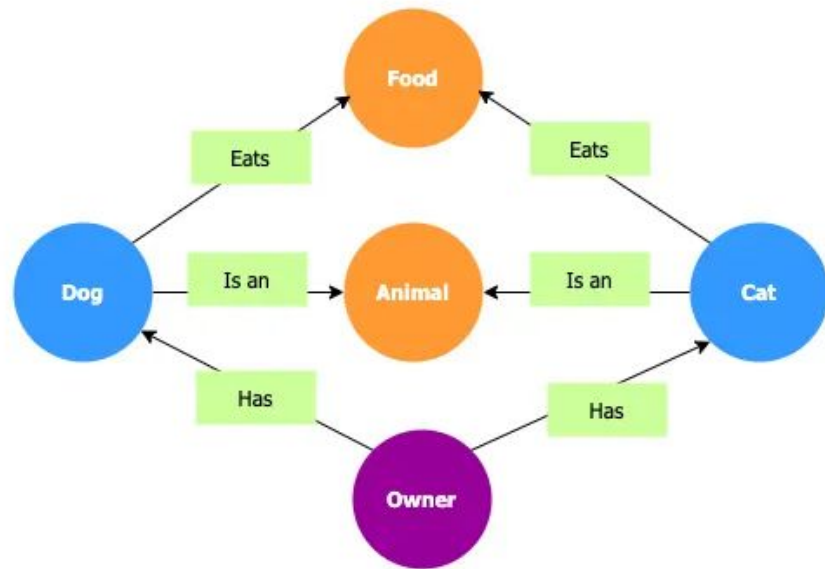 Food
Eats
Eats
Dog
Is an
Animal
Is an
Cat
Has
Has
Owner